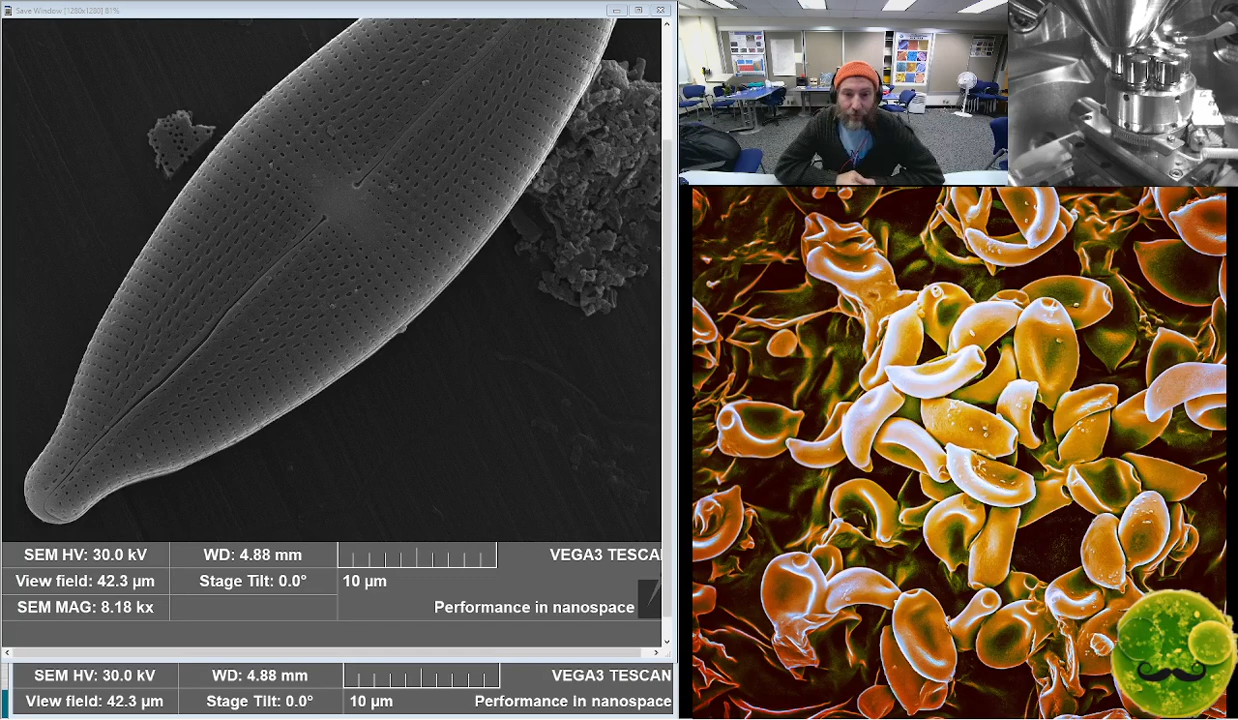 Save Window [1280x1280] 81%
SEM HV: 30.0 kV WD: 4.88 mm VEGA3 TESCA
View field: 42.3 µm Stage Tilt: 0.0° 10 µm
SEM MAG: 8.18 kx Performance in nanospace
SEM HV: 30.0 kV WD: 4.88 mm VEGA3 TESCAN
View field: 42.3 µm Stage Tilt: 0.0° 10 µm Performance in nanospace